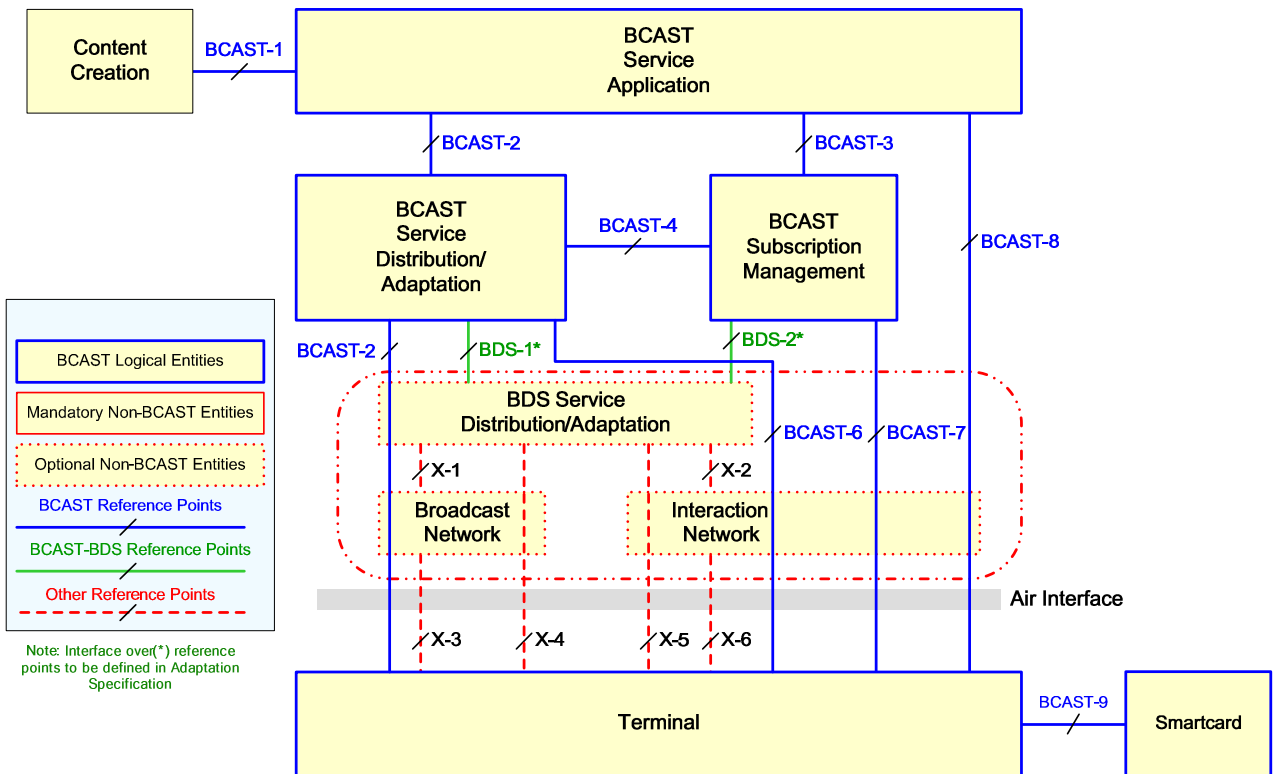 Content
Creation
BCAST-1
BCAST
Service
Application
BCAST-2
BCAST-3
BCAST
Service
Distribution/
Adaptation
BCAST-4
BCAST
Subscription
Management
BCAST-8
BCAST-2
BDS-1*
BDS-2*
BCAST Logical Entities
Mandatory Non-BCAST Entities
Optional Non-BCAST Entities
BCAST Reference Points
BCAST-BDS Reference Points
Other Reference Points
Note: Interface over(*) reference
points to be defined in Adaptation
Specification
BDS Service
Distribution/Adaptation
BCAST-6
BCAST-7
X-1
X-2
Broadcast
Network
Interaction
Network
Air Interface
X-3
X-4
X-5
X-6
Terminal
BCAST-9
Smartcard